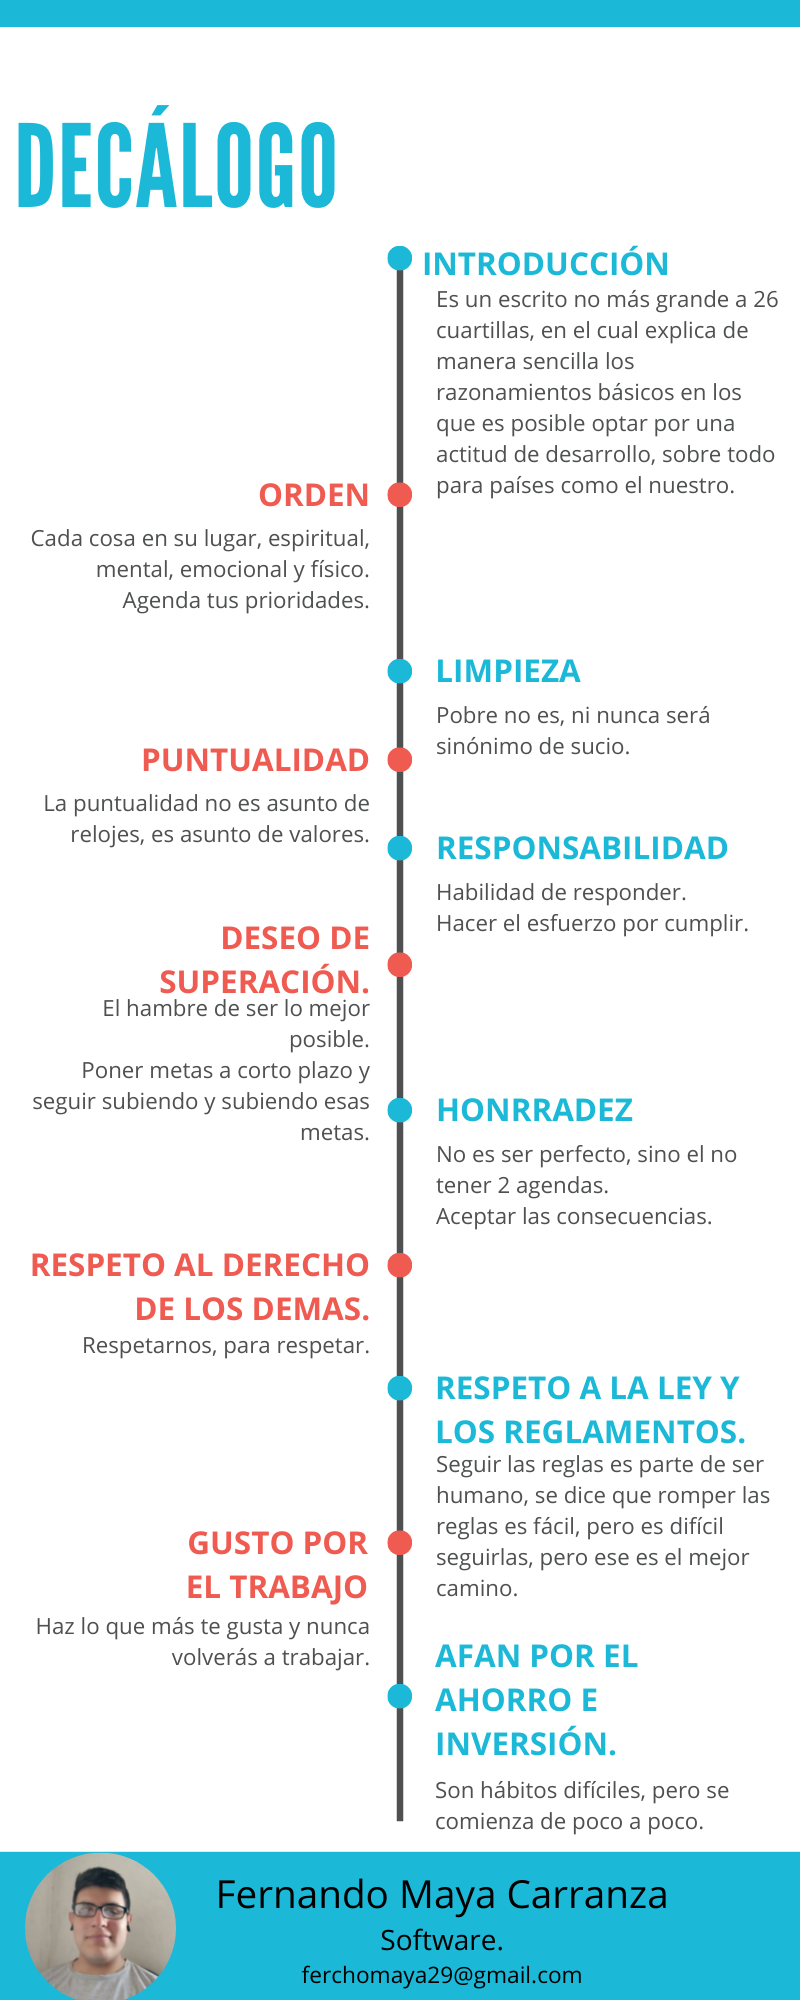 DECÁLOGO
INTRODUCCIÓN
Es un escrito no más grande a 26
cuartillas, en el cual explica de
manera sencilla los
razonamientos básicos en los
que es posible optar por una
actitud de desarrollo, sobre todo
para países como el nuestro.
ORDEN
Cada cosa en su lugar, espiritual,
mental, emocional y físico.
Agenda tus prioridades.
LIMPIEZA
Pobre no es, ni nunca será
sinónimo de sucio.
PUNTUALIDAD
La puntualidad no es asunto de
relojes, es asunto de valores.
RESPONSABILIDAD
Habilidad de responder.
Hacer el esfuerzo por cumplir.
DESEO DE
SUPERACIÓN.
El hambre de ser lo mejor
posible.
Poner metas a corto plazo y
seguir subiendo y subiendo esas
metas.
HONRRADEZ
No es ser perfecto, sino el no
tener 2 agendas.
Aceptar las consecuencias.
RESPETO AL DERECHO
DE LOS DEMAS.
Respetarnos, para respetar.
RESPETO A LA LEY Y
LOS REGLAMENTOS.
Seguir las reglas es parte de ser
humano, se dice que romper las
reglas es fácil, pero es difícil
seguirlas, pero ese es el mejor
camino.
GUSTO POR
EL TRABAJO
Haz lo que más te gusta y nunca
volverás a trabajar.
AFAN POR EL
AHORRO E
INVERSIÓN.
Son hábitos difíciles, pero se
comienza de poco a poco.
Fernando Maya Carranza
Software.
ferchomaya29@gmail.com